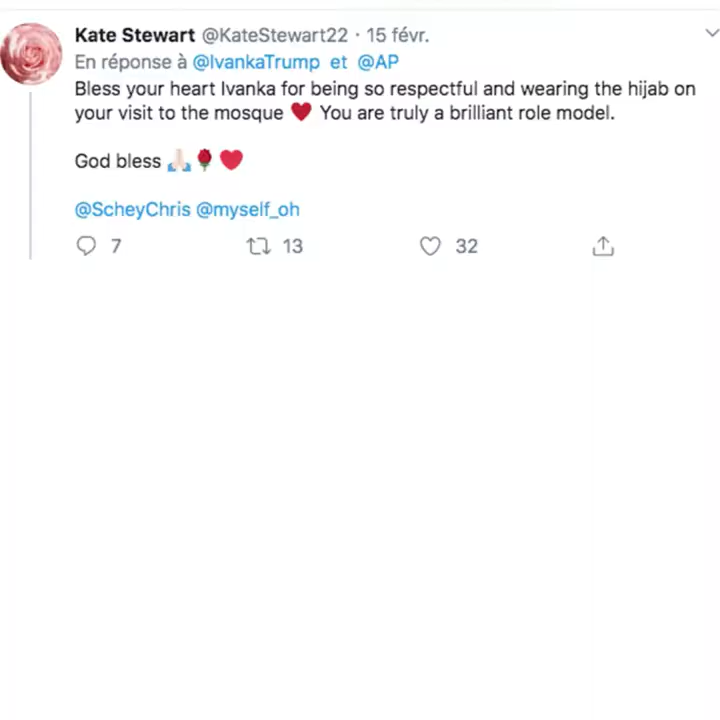 Kate Stewart @KateStewart22 · 15 févr.
En réponse à @IvankaTrump et @AP
Bless your heart Ivanka for being so respectful and wearing the hijab on
your visit to the mosque ♥️ You are truly a brilliant role model.
God bless 🙏🏻🌹❤️
@ScheyChris @myself_oh
7 13 32